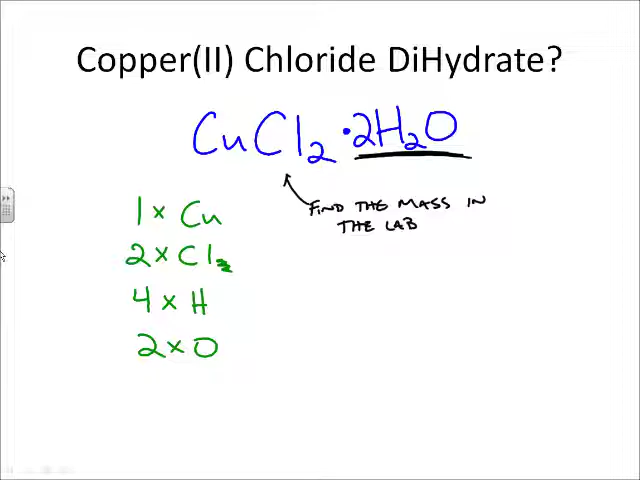 Copper(II) Chloride DiHydrate?
CuCl₂ · 2H₂O
FIND THE MASS IN
THE LAB
1 × Cu
2 × Cl
4 × H
2 × O